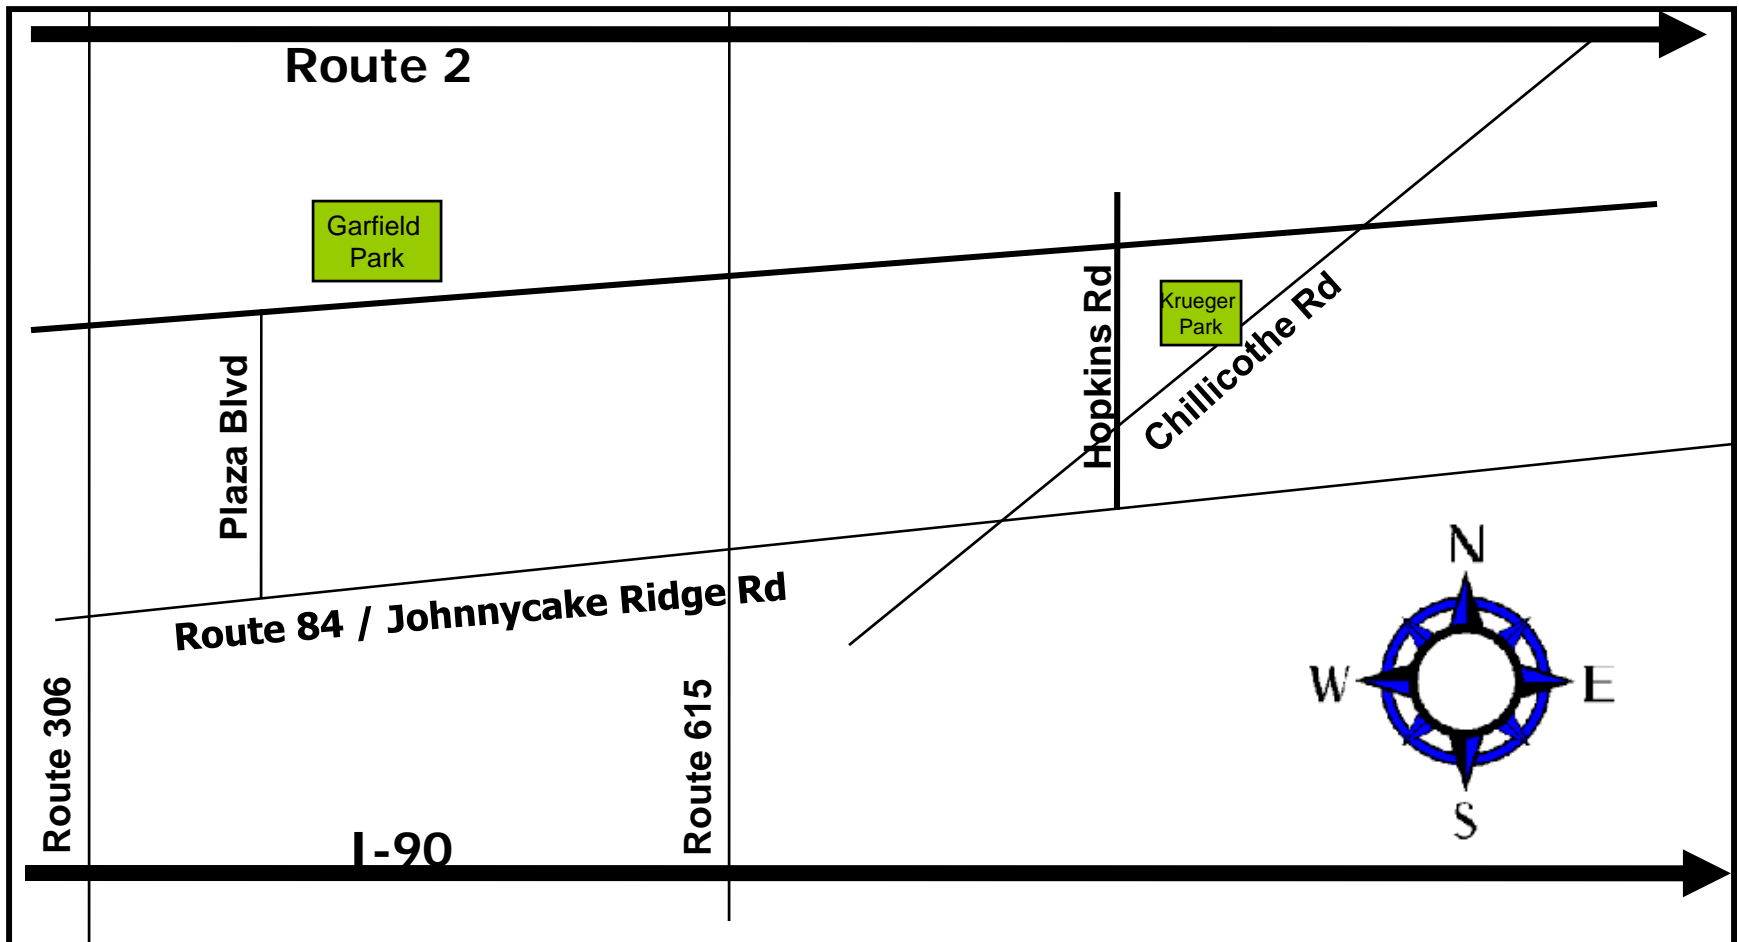 Route 2
Garfield
Park
Krueger
Park
Hopkins Rd
Chillicothe Rd
Plaza Blvd
Route 84 / Johnnycake Ridge Rd
N
W
E
S
Route 306
Route 615
I-90